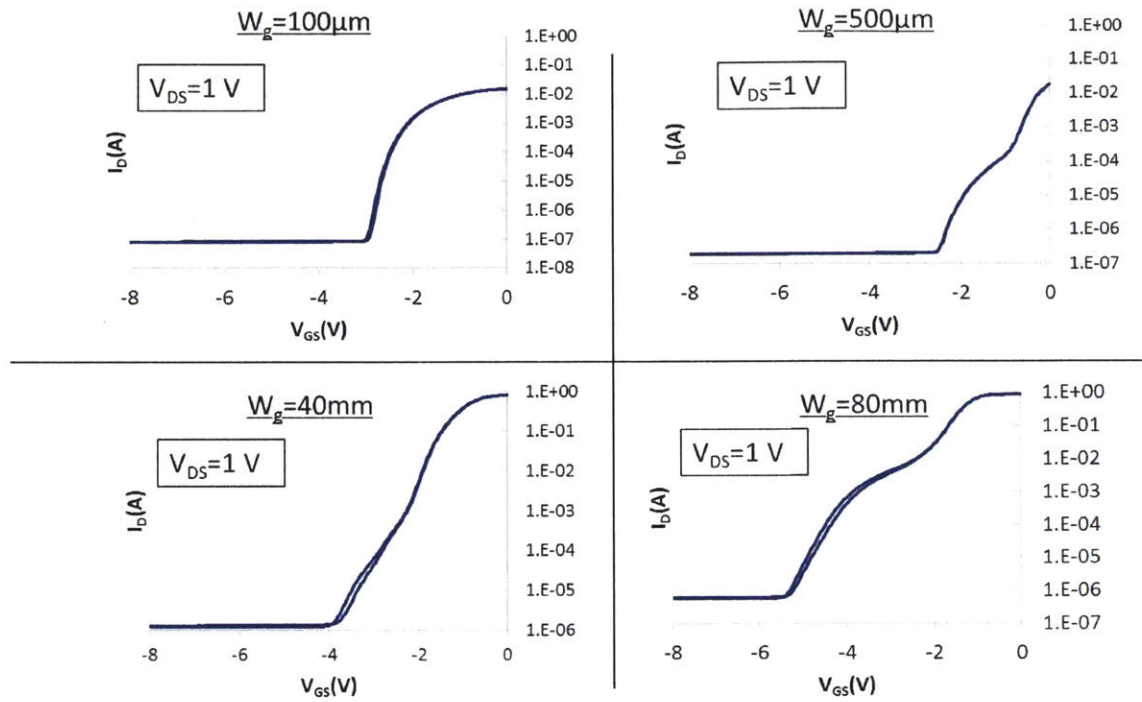 W_g=100μm
V_DS=1 V
I_D(A)
1.E+00
1.E-01
1.E-02
1.E-03
1.E-04
1.E-05
1.E-06
1.E-07
1.E-08
-8 -6 -4 -2 0
V_GS(V)
W_g=500μm
V_DS=1 V
I_D(A)
1.E+00
1.E-01
1.E-02
1.E-03
1.E-04
1.E-05
1.E-06
1.E-07
-8 -6 -4 -2 0
V_GS(V)
W_g=40mm
V_DS=1 V
I_D(A)
1.E+00
1.E-01
1.E-02
1.E-03
1.E-04
1.E-05
1.E-06
-8 -6 -4 -2 0
V_GS(V)
W_g=80mm
V_DS=1 V
I_D(A)
1.E+00
1.E-01
1.E-02
1.E-03
1.E-04
1.E-05
1.E-06
1.E-07
-8 -6 -4 -2 0
V_GS(V)